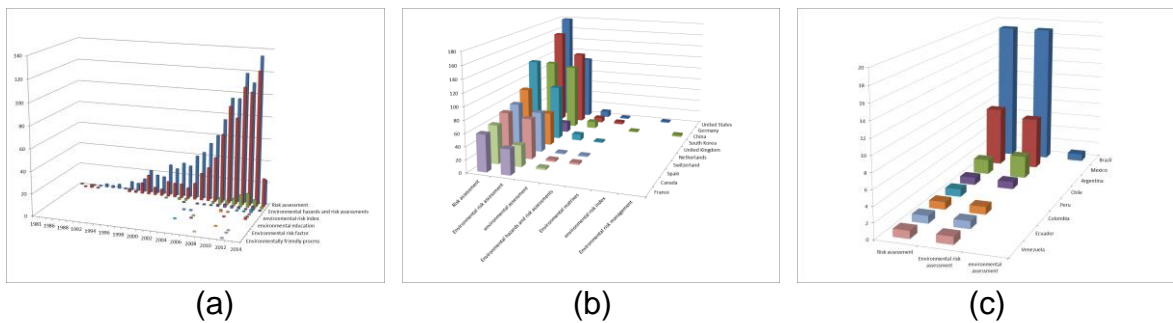 140
120
100
80
60
40
20
0
1981 1986 1988 1992 1994 1996 1998 2000 2002 2004 2006 2008 2010 2012 2014
Risk assessment
Environmental hazards and risk assessments
environmental risk index
environmental education
Environmental risk factor
Environmentally friendly process
(a)
180
160
140
120
100
80
60
40
20
0
Risk assessment
Environmental risk assessment
environmental assessment
Environmental hazards and risk assessments
Environmental matrixes
environmental risk index
Environmental risk management
United States
Germany
China
South Korea
United Kingdom
Netherlands
Switzerland
Spain
Canada
France
(b)
20
18
16
14
12
10
8
6
4
2
0
Risk assessment
Environmental risk
assessment
environmental
assessment
Brazil
Mexico
Argentina
Chile
Peru
Colombia
Ecuador
Venezuela
(c)